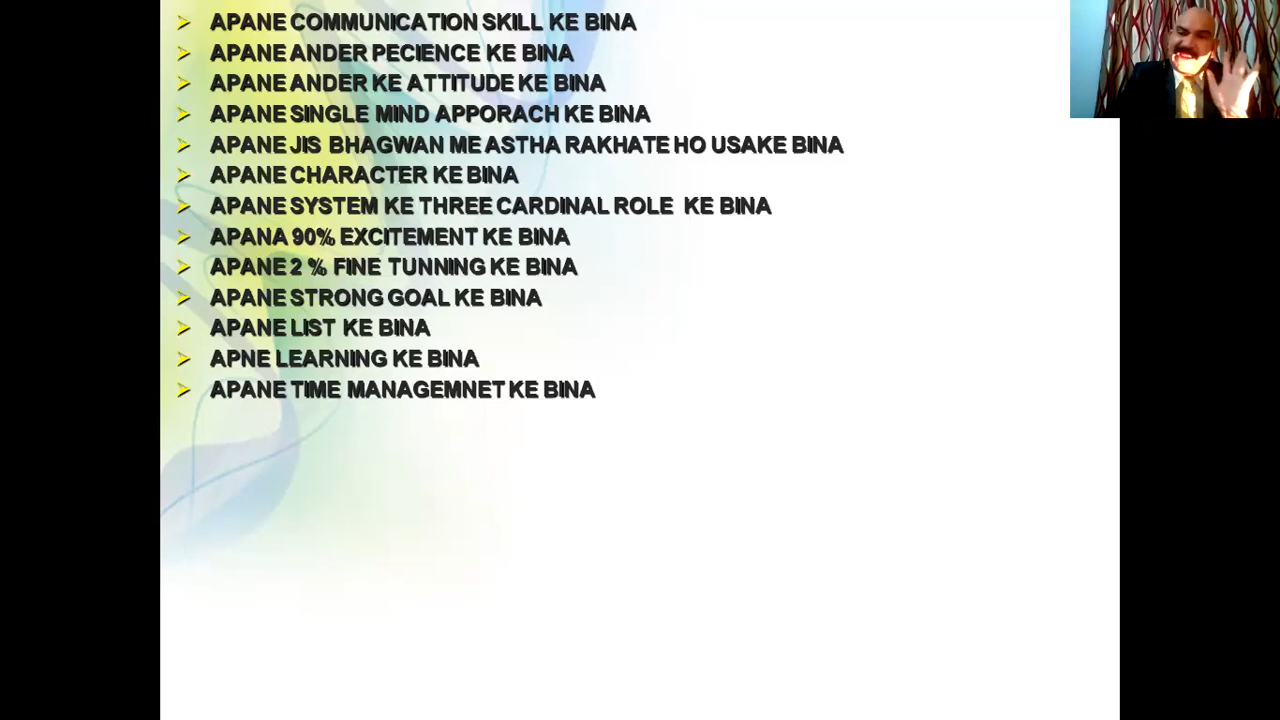 APANE COMMUNICATION SKILL KE BINA
APANE ANDER PECIENCE KE BINA
APANE ANDER KE ATTITUDE KE BINA
APANE SINGLE MIND APPORACH KE BINA
APANE JIS BHAGWAN ME ASTHA RAKHATE HO USAKE BINA
APANE CHARACTER KE BINA
APANE SYSTEM KE THREE CARDINAL ROLE KE BINA
APANA 90% EXCITEMENT KE BINA
APANE 2 % FINE TUNNING KE BINA
APANE STRONG GOAL KE BINA
APANE LIST KE BINA
APNE LEARNING KE BINA
APANE TIME MANAGEMNET KE BINA